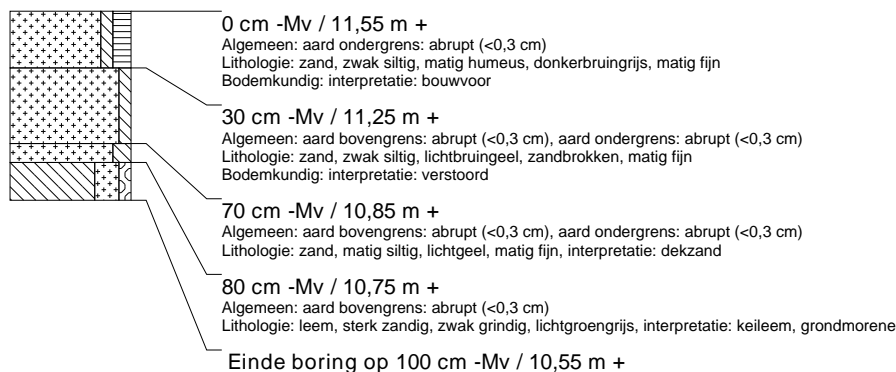 0 cm -Mv / 11,55 m +
Algemeen: aard ondergrens: abrupt (<0,3 cm)
Lithologie: zand, zwak siltig, matig humeus, donkerbruingrijs, matig fijn
Bodemkundig: interpretatie: bouwvoor
30 cm -Mv / 11,25 m +
Algemeen: aard bovengrens: abrupt (<0,3 cm), aard ondergrens: abrupt (<0,3 cm)
Lithologie: zand, zwak siltig, lichtbruingeel, zandbrokken, matig fijn
Bodemkundig: interpretatie: verstoord
70 cm -Mv / 10,85 m +
Algemeen: aard bovengrens: abrupt (<0,3 cm), aard ondergrens: abrupt (<0,3 cm)
Lithologie: zand, matig siltig, lichtgeel, matig fijn, interpretatie: dekzand
80 cm -Mv / 10,75 m +
Algemeen: aard bovengrens: abrupt (<0,3 cm)
Lithologie: leem, sterk zandig, zwak grindig, lichtgroengrijs, interpretatie: keileem, grondmorene
Einde boring op 100 cm -Mv / 10,55 m +